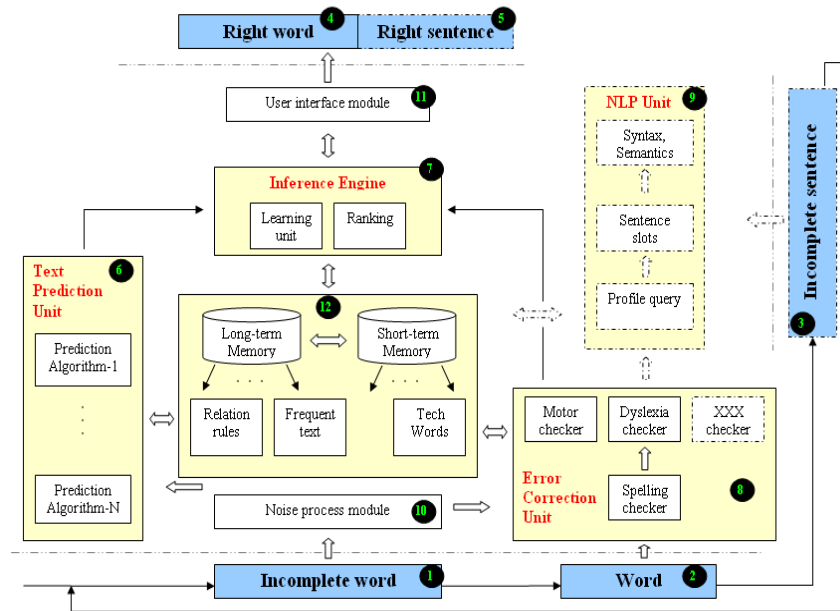 Right word
4
Right sentence
5
User interface module
11
Inference Engine
7
Learning
unit
Ranking
NLP Unit
9
Syntax,
Semantics
Sentence
slots
Profile query
Incomplete sentence
3
Text
Prediction
Unit
6
Prediction
Algorithm-1
.
.
.
Prediction
Algorithm-N
12
Long-term
Memory
Short-term
Memory
. . .
. . .
Relation
rules
Frequent
text
Tech
Words
Motor
checker
Dyslexia
checker
XXX
checker
Spelling
checker
Error
Correction
Unit
8
Noise process module
10
Incomplete word
1
Word
2